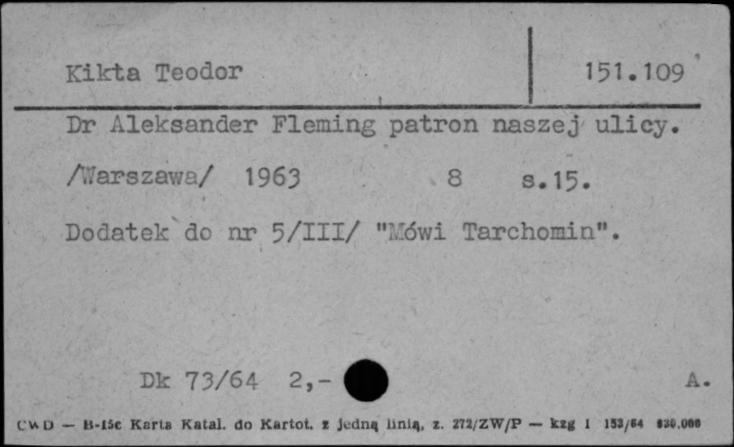 Kikta Teodor 151.109
Dr Aleksander Fleming patron naszej ulicy.
/Warszawa/ 1963 8 s.15.
Dodatek do nr 5/III/ "Mówi Tarchomin".
Dk 73/64 2,- A.
CWD — B-15c Karta Katal. do Kartot. z jedną linią, z. 272/ZW/P — kzg 1 153/64